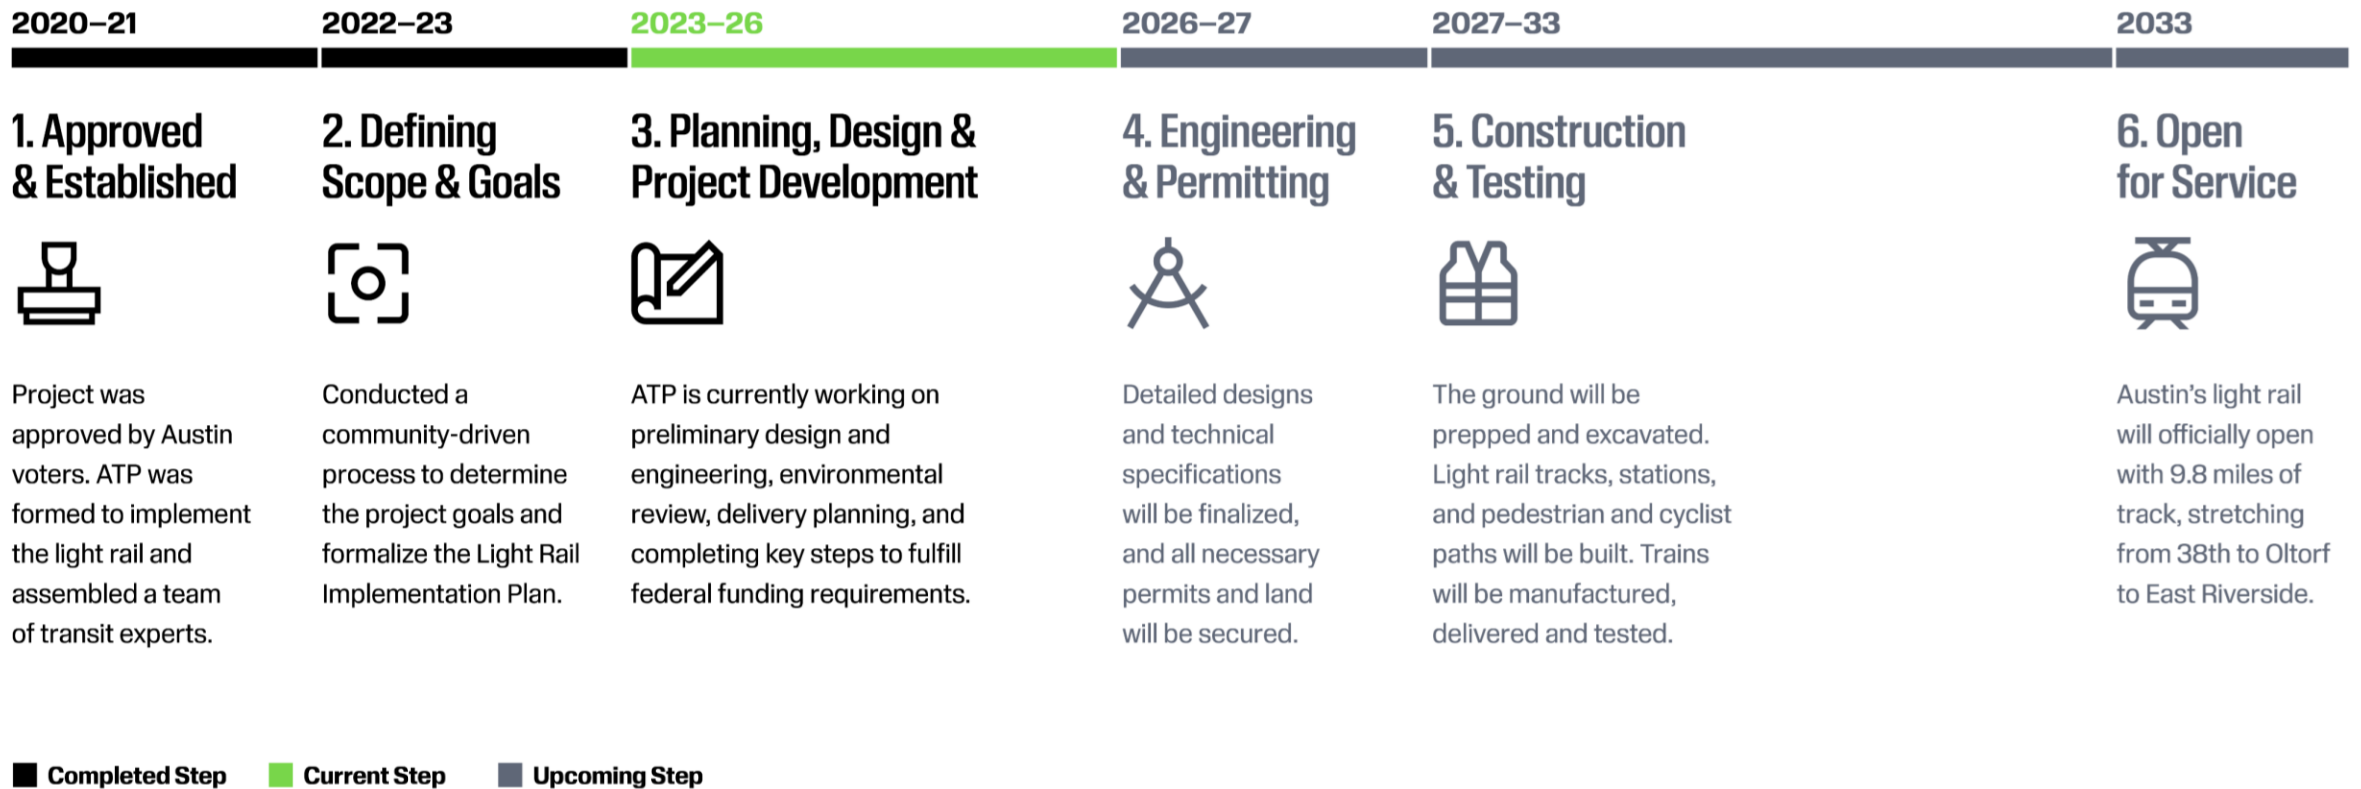 2020–21
1. Approved
& Established
Project was
approved by Austin
voters. ATP was
formed to implement
the light rail and
assembled a team
of transit experts.
2022–23
2. Defining
Scope & Goals
Conducted a
community-driven
process to determine
the project goals and
formalize the Light Rail
Implementation Plan.
2023–26
3. Planning, Design &
Project Development
ATP is currently working on
preliminary design and
engineering, environmental
review, delivery planning, and
completing key steps to fulfill
federal funding requirements.
2026–27
4. Engineering
& Permitting
Detailed designs
and technical
specifications
will be finalized,
and all necessary
permits and land
will be secured.
2027–33
5. Construction
& Testing
The ground will be
prepped and excavated.
Light rail tracks, stations,
and pedestrian and cyclist
paths will be built. Trains
will be manufactured,
delivered and tested.
2033
6. Open
for Service
Austin’s light rail
will officially open
with 9.8 miles of
track, stretching
from 38th to Oltorf
to East Riverside.
Completed Step
Current Step
Upcoming Step